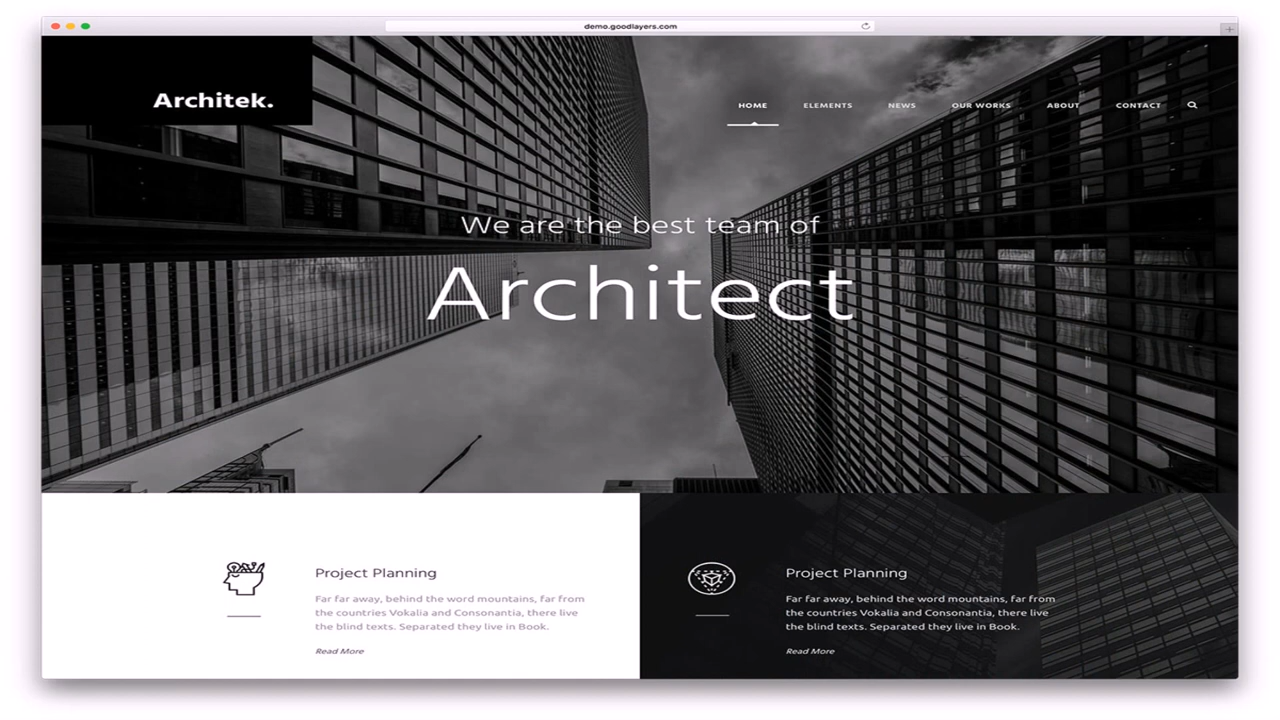 demo.goodlayers.com
Architek.
HOME ELEMENTS NEWS OUR WORKS ABOUT CONTACT
We are the best team of
Architect
Project Planning
Far far away, behind the word mountains, far from
the countries Vokalia and Consonantia, there live
the blind texts. Separated they live in Book.
Read More
Project Planning
Far far away, behind the word mountains, far from
the countries Vokalia and Consonantia, there live
the blind texts. Separated they live in Book.
Read More